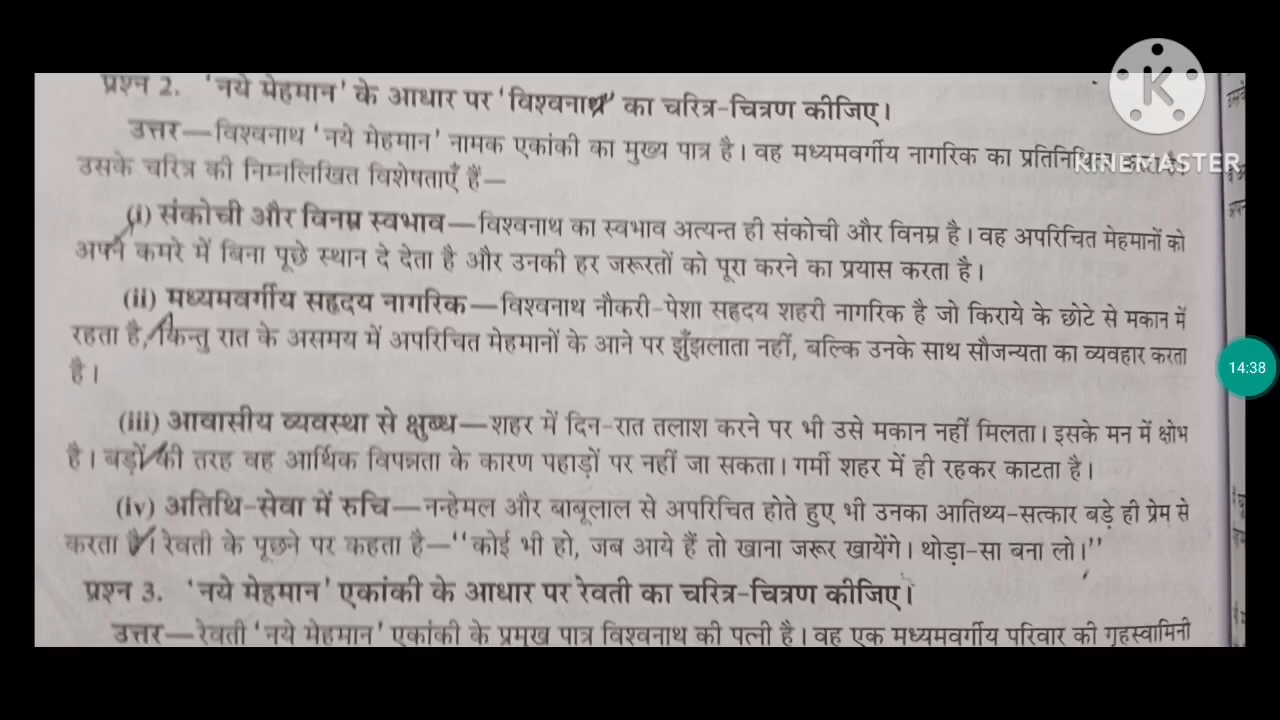 प्रश्न 2. 'नये मेहमान' के आधार पर 'विश्वनाथ' का चरित्र-चित्रण कीजिए।
उत्तर—विश्वनाथ 'नये मेहमान' नामक एकांकी का मुख्य पात्र है। वह मध्यमवर्गीय नागरिक का
KINEMASTER
उसके चरित्र की निम्नलिखित विशेषताएँ हैं—
(i) संकोची और विनम्र स्वभाव—विश्वनाथ का स्वभाव अत्यन्त ही संकोची और विनम्र है। वह अपरिचित मेहमानों को
अपने कमरे में बिना पूछे स्थान दे देता है और उनकी हर जरूरतों को पूरा करने का प्रयास करता है।
(ii) मध्यमवर्गीय सहृदय नागरिक—विश्वनाथ नौकरी-पेशा सहृदय शहरी नागरिक है जो किराये के छोटे से मकान में
रहता है, किन्तु रात के असमय में अपरिचित मेहमानों के आने पर झुँझलाता नहीं, बल्कि उनके साथ सौजन्यता का व्यवहार करता
है।
14:38
(iii) आवासीय व्यवस्था से क्षुब्ध—शहर में दिन-रात तलाश करने पर भी उसे मकान नहीं मिलता। इसके मन में क्षोभ
है। बड़ों की तरह वह आर्थिक विपन्नता के कारण पहाड़ों पर नहीं जा सकता। गर्मी शहर में ही रहकर काटता है।
(iv) अतिथि-सेवा में रुचि—नन्हेमल और बाबूलाल से अपरिचित होते हुए भी उनका आतिथ्य-सत्कार बड़े ही प्रेम से
करता है। रेवती के पूछने पर कहता है—"कोई भी हो, जब आये हैं तो खाना जरूर खायेंगे। थोड़ा-सा बना लो।"
प्रश्न 3. 'नये मेहमान' एकांकी के आधार पर रेवती का चरित्र-चित्रण कीजिए।
उत्तर—रेवती 'नये मेहमान' एकांकी के प्रमुख पात्र विश्वनाथ की पत्नी है। वह एक मध्यमवर्गीय परिवार की गृहस्वामिनी